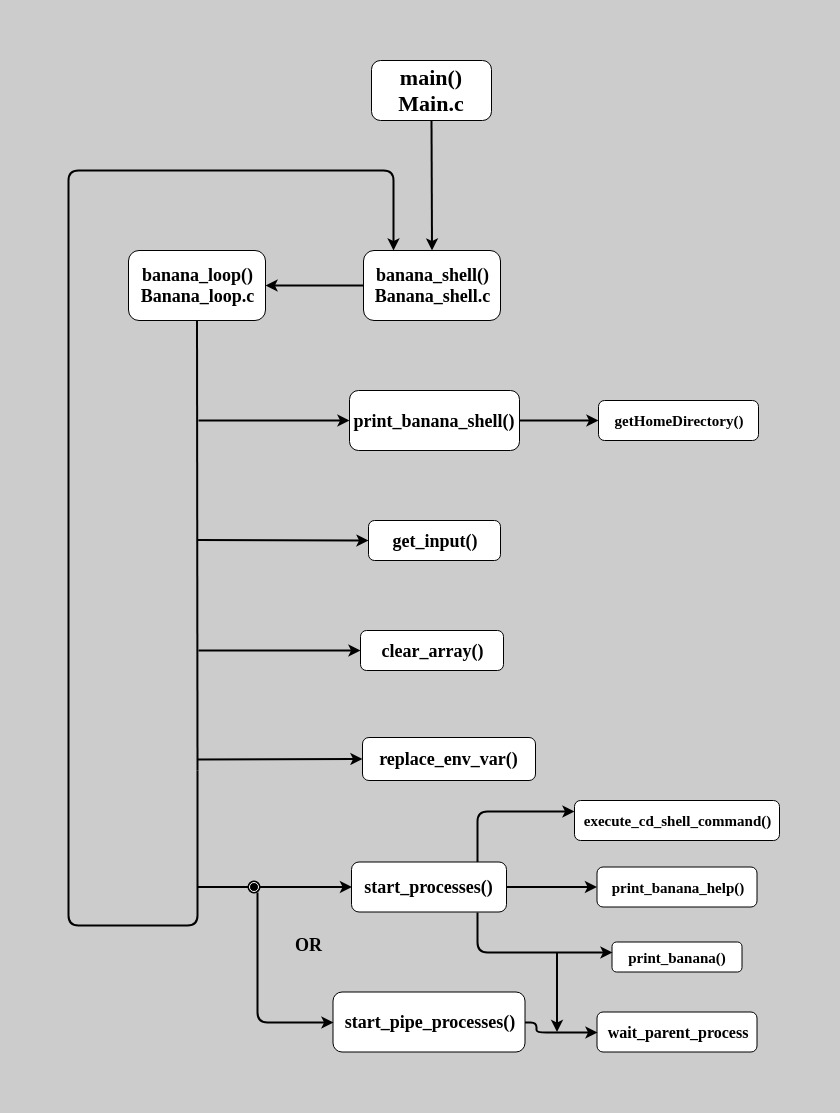 main()
Main.c
banana_loop()
Banana_loop.c
banana_shell()
Banana_shell.c
print_banana_shell()
getHomeDirectory()
get_input()
clear_array()
replace_env_var()
execute_cd_shell_command()
start_processes()
print_banana_help()
OR
print_banana()
start_pipe_processes()
wait_parent_process